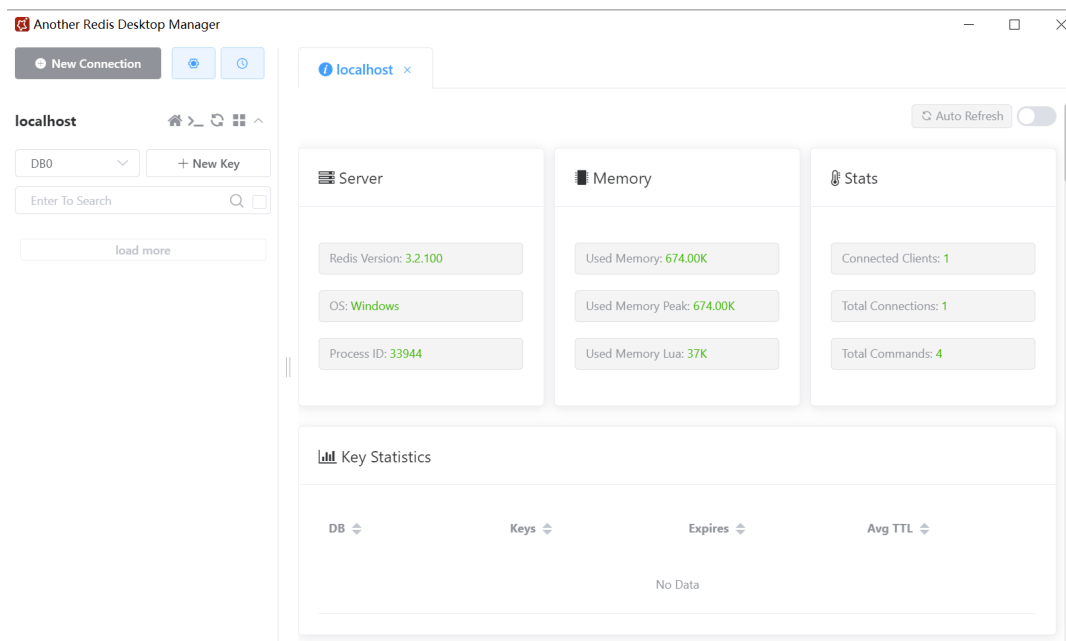 Another Redis Desktop Manager
New Connection
localhost
localhost
Auto Refresh
DB0
New Key
Enter To Search
load more
Server
Redis Version: 3.2.100
OS: Windows
Process ID: 33944
Memory
Used Memory: 674.00K
Used Memory Peak: 674.00K
Used Memory Lua: 37K
Stats
Connected Clients: 1
Total Connections: 1
Total Commands: 4
Key Statistics
DB Keys Expires Avg TTL
No Data